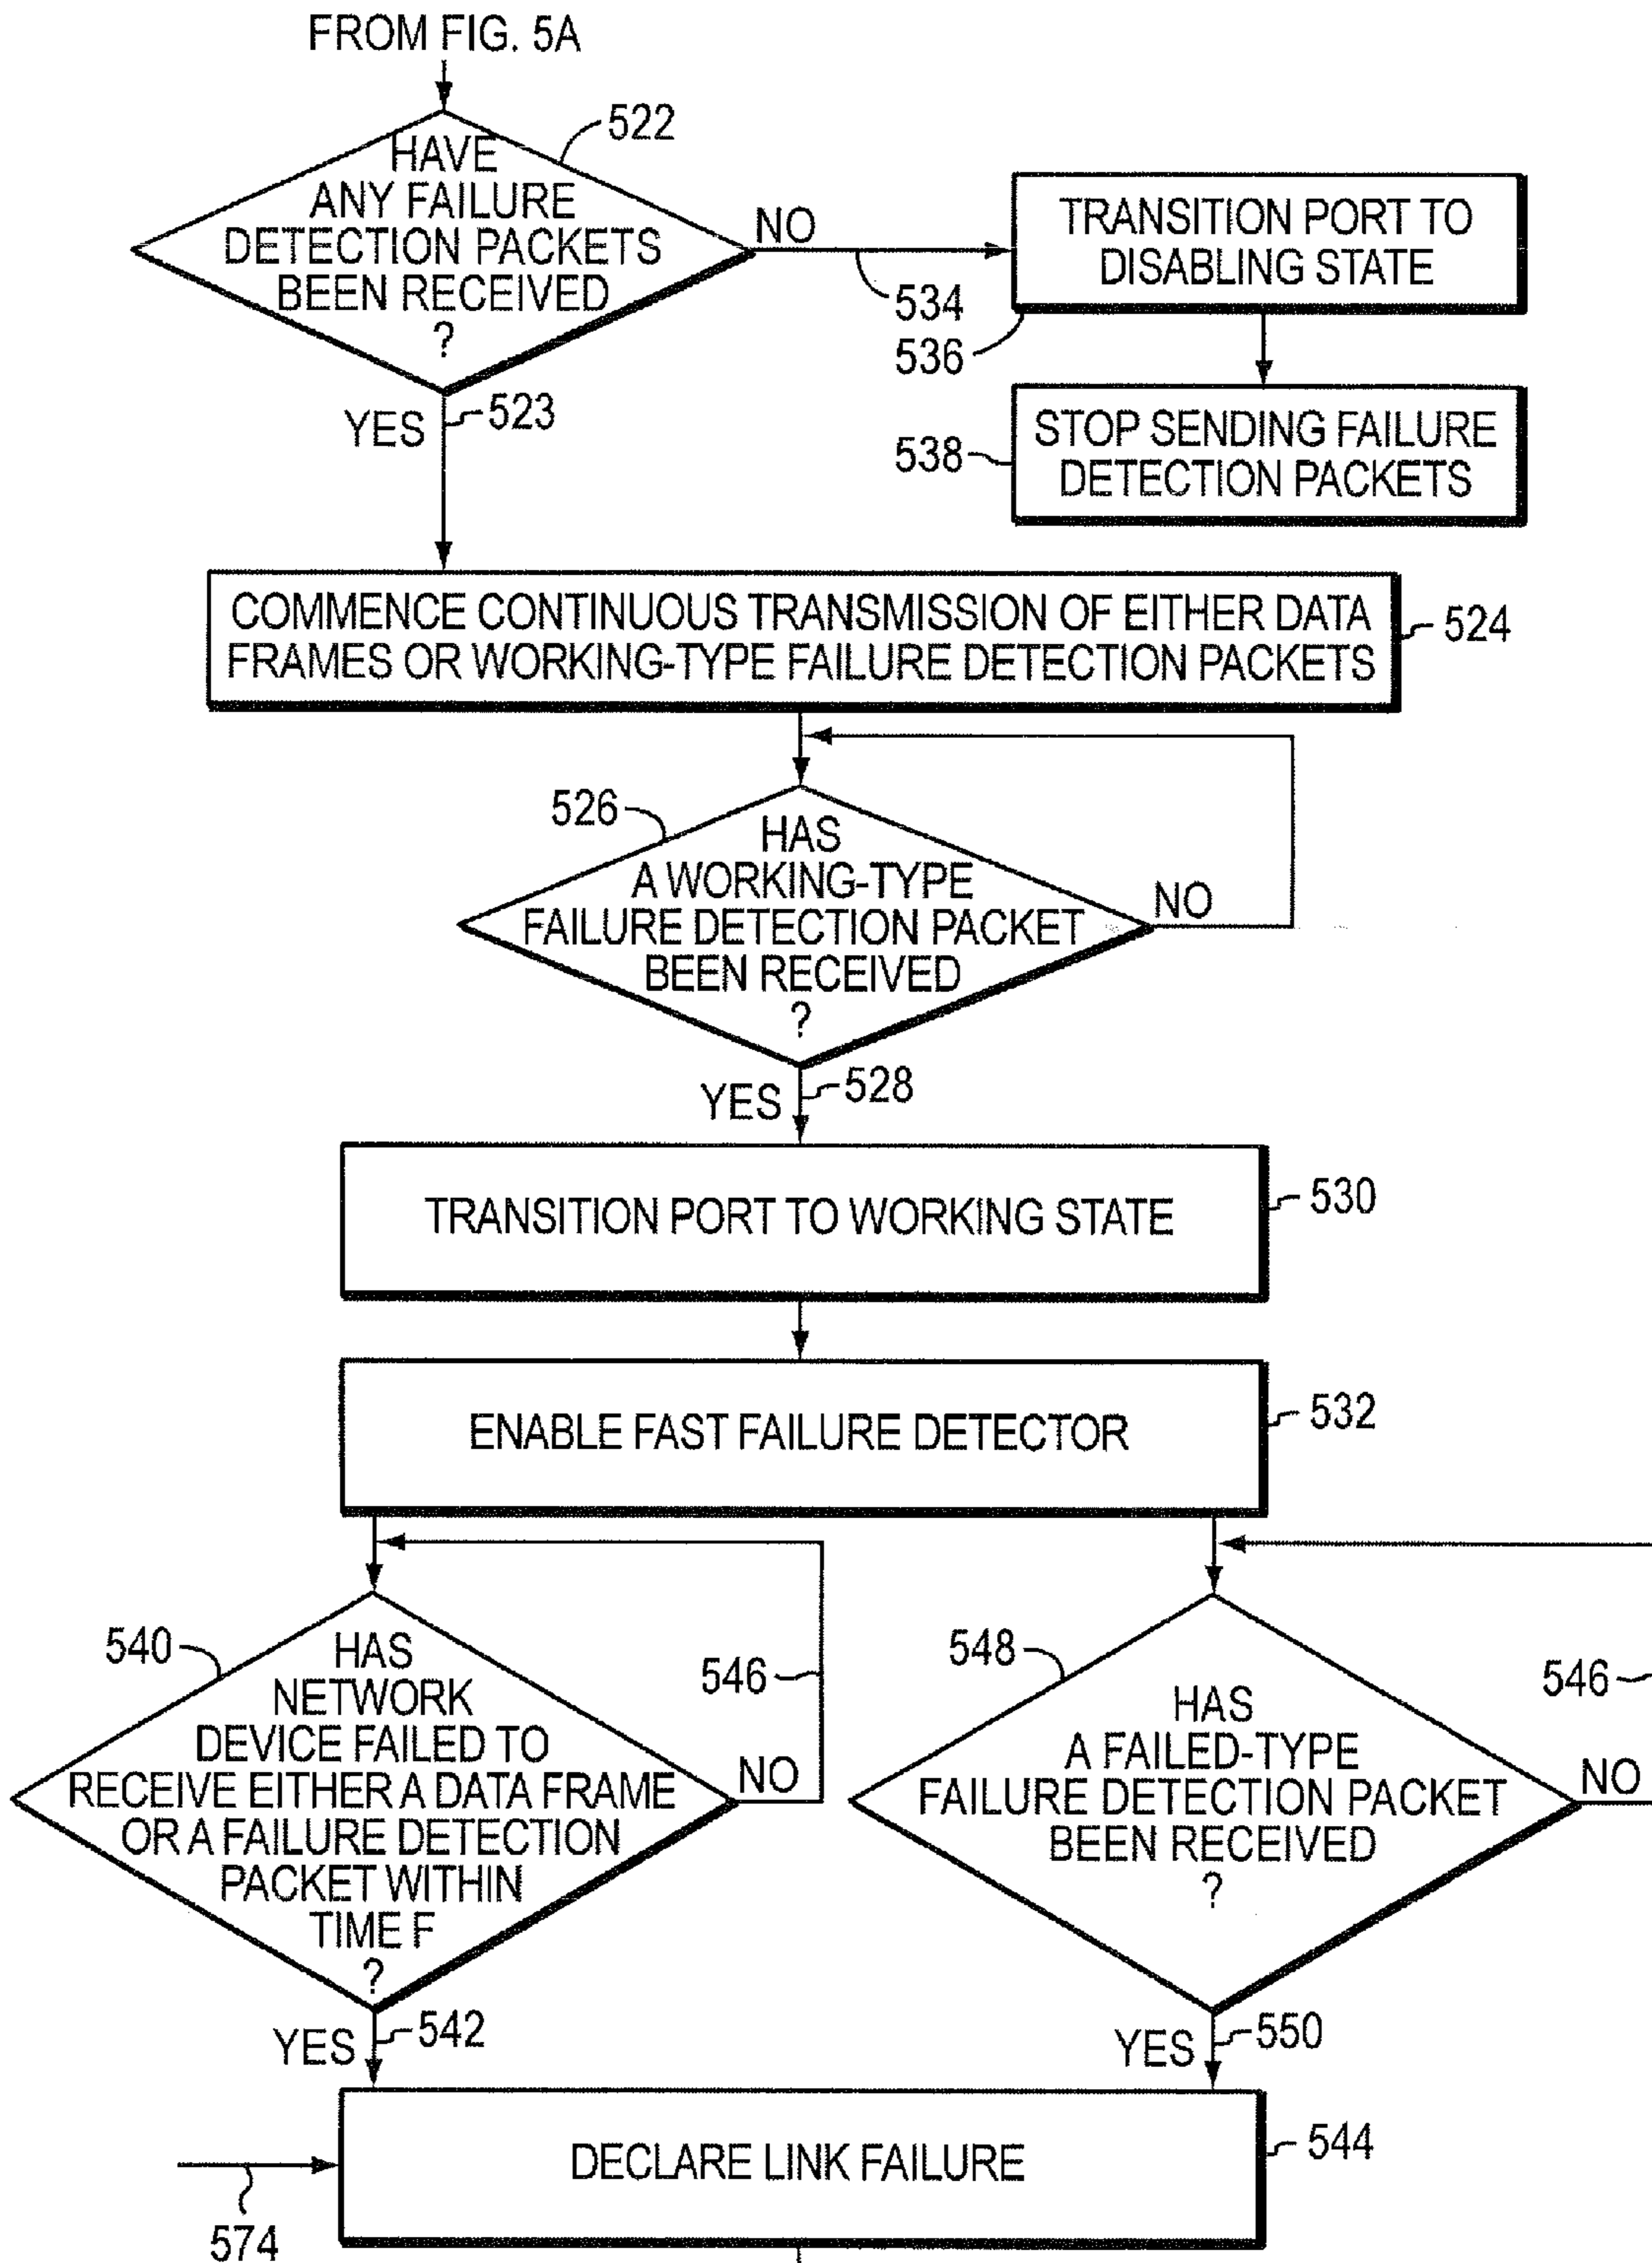 FROM FIG. 5A
522
HAVE
ANY FAILURE
DETECTION PACKETS
BEEN RECEIVED
?
NO
534
TRANSITION PORT TO
DISABLING STATE
536
YES
523
538
STOP SENDING FAILURE
DETECTION PACKETS
COMMENCE CONTINUOUS TRANSMISSION OF EITHER DATA
FRAMES OR WORKING-TYPE FAILURE DETECTION PACKETS
524
526
HAS
A WORKING-TYPE
FAILURE DETECTION PACKET
BEEN RECEIVED
?
NO
YES
528
TRANSITION PORT TO WORKING STATE
530
ENABLE FAST FAILURE DETECTOR
532
540
HAS
NETWORK
DEVICE FAILED TO
RECEIVE EITHER A DATA FRAME
OR A FAILURE DETECTION
PACKET WITHIN
TIME F
?
NO
546
YES
542
548
HAS
A FAILED-TYPE
FAILURE DETECTION PACKET
BEEN RECEIVED
?
NO
546
YES
550
DECLARE LINK FAILURE
544
574